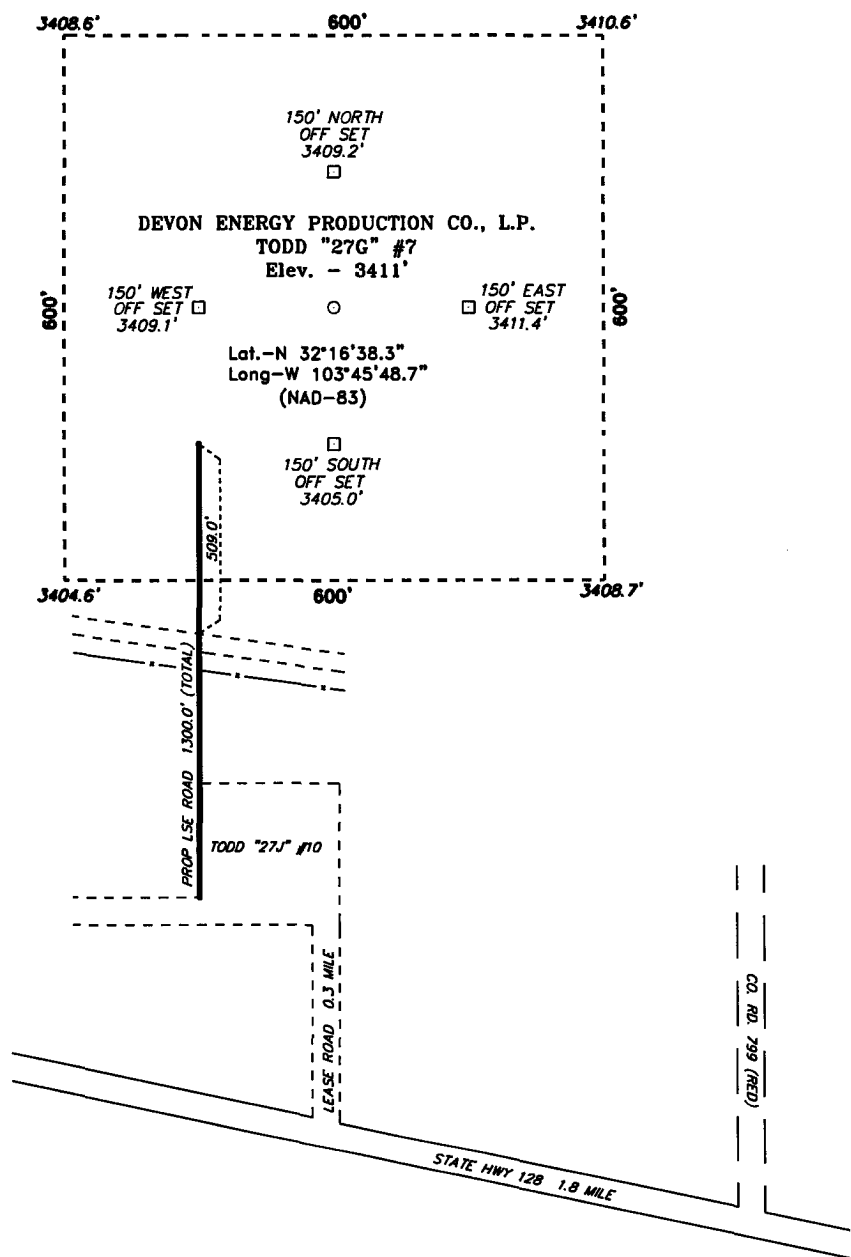 3408.6' 600' 3410.6'
150' NORTH
OFF SET
3409.2'
DEVON ENERGY PRODUCTION CO., L.P.
TODD "27G" #7
Elev. - 3411'
600'
150' WEST
OFF SET
3409.1'
150' EAST
OFF SET
3411.4'
600'
Lat.-N 32°16'38.3"
Long-W 103°45'48.7"
(NAD-83)
150' SOUTH
OFF SET
3405.0'
509.0'
3404.6' 600' 3408.7'
PROP LSE ROAD 1300.0' (TOTAL)
TODD "27J" #10
LEASE ROAD 0.3 MILE
CO. RD. 799 (RED)
STATE HWY 128 1.8 MILE